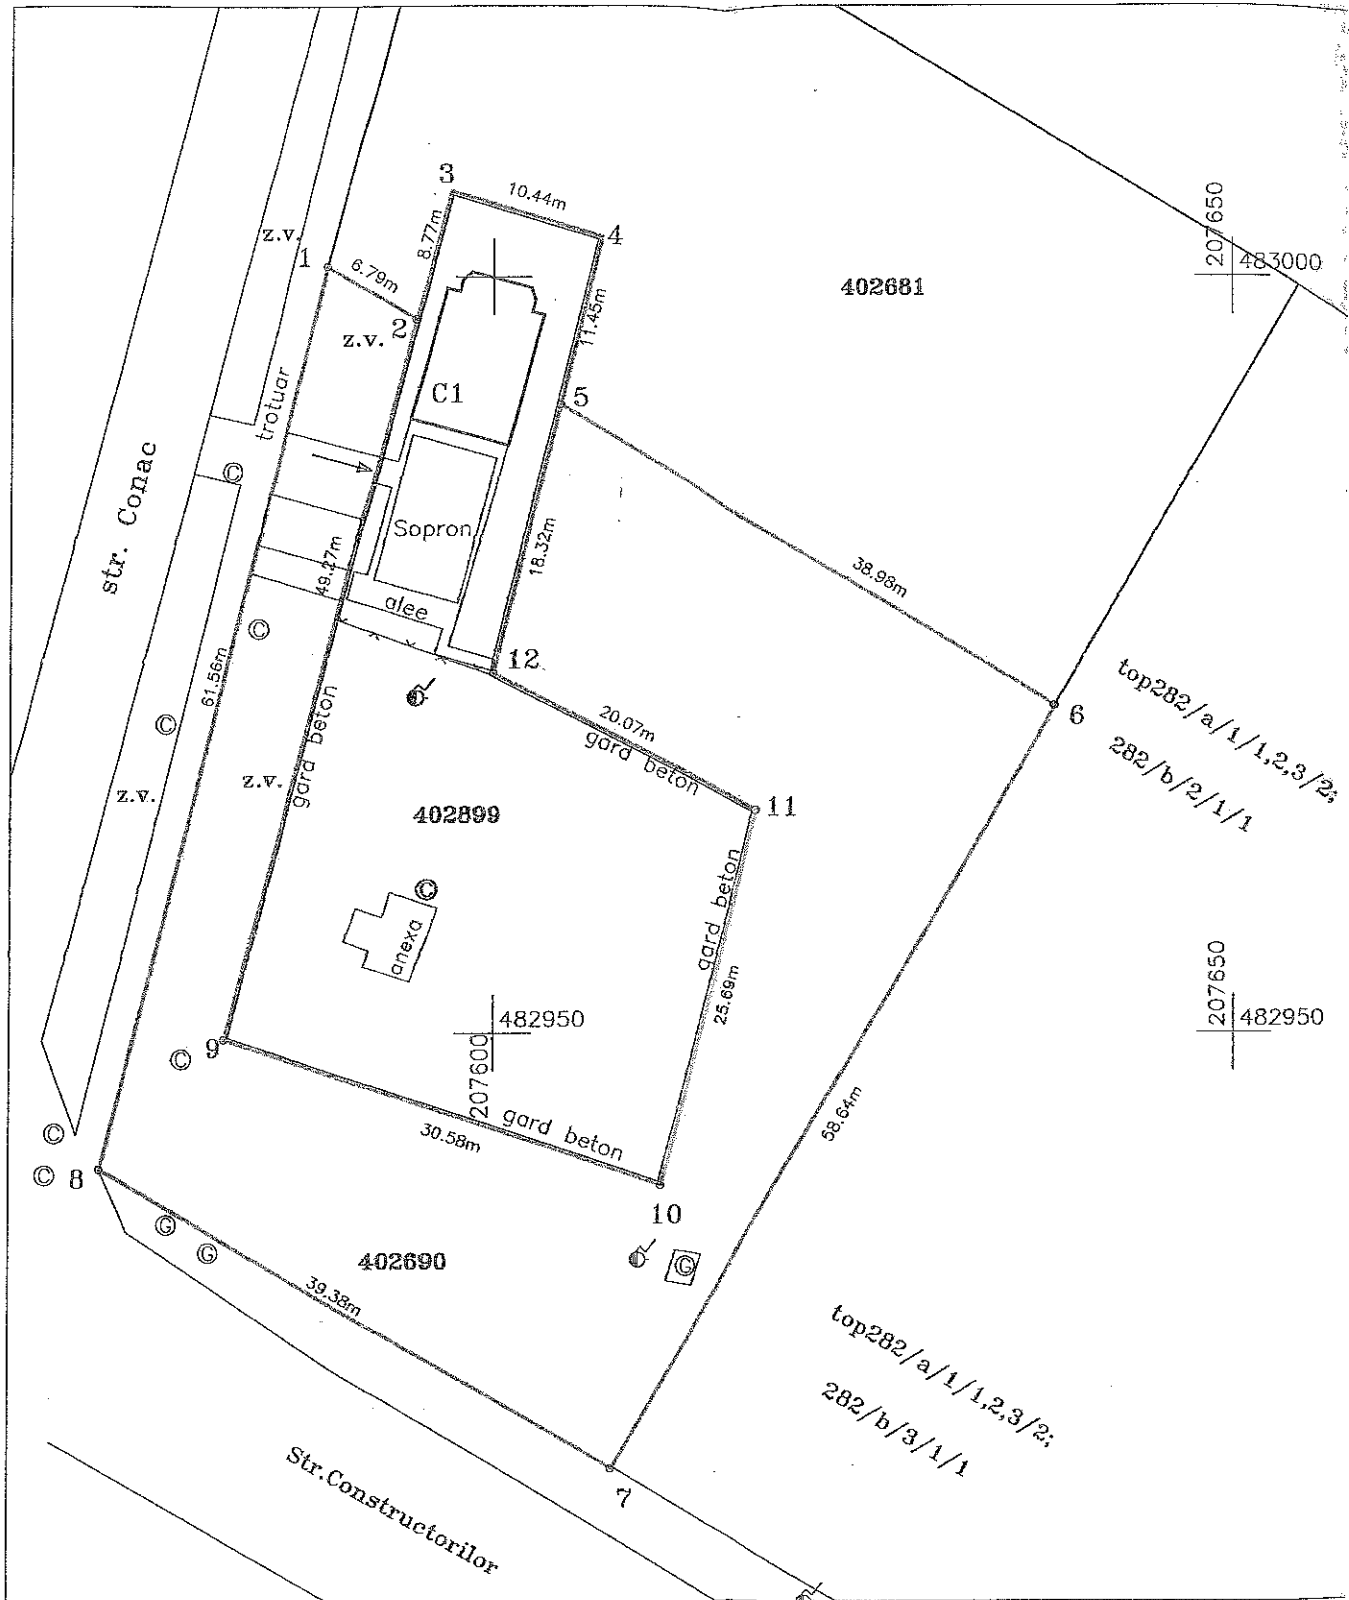 3
10.44m
4
8.77m
207650
483000
z.v.
1
6.79m
2
z.v.
402681
11.45m
C1
5
trotuar
C
str. Conac
Sopron
18.32m
49.27m
38.98m
alee
C
12
61.56m
gard beton
20.07m
gard beton
6
top282/a/1/1,2,3/2;
282/b/2/1/1
C
z.v.
z.v.
402899
11
C
anexa
gard beton
25.69m
207650
482950
482950
207600
9
C
gard beton
30.58m
58.64m
C
C
8
10
G
G
G
402690
39.38m
top282/a/1/1,2,3/2;
282/b/3/1/1
7
Str.Constructorilor